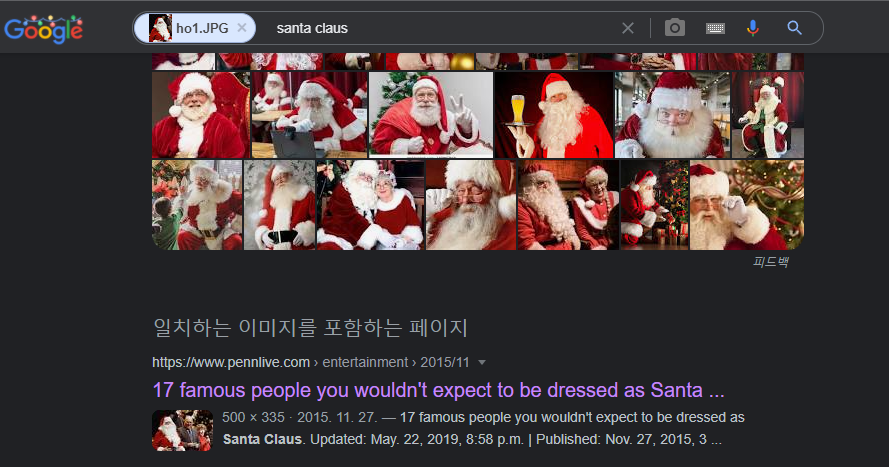 Google
ho1.JPG × santa claus
피드백
일치하는 이미지를 포함하는 페이지
https://www.pennlive.com › entertainment › 2015/11
17 famous people you wouldn't expect to be dressed as Santa ...
500 × 335 · 2015. 11. 27. — 17 famous people you wouldn't expect to be dressed as
Santa Claus. Updated: May. 22, 2019, 8:58 p.m. | Published: Nov. 27, 2015, 3 ...